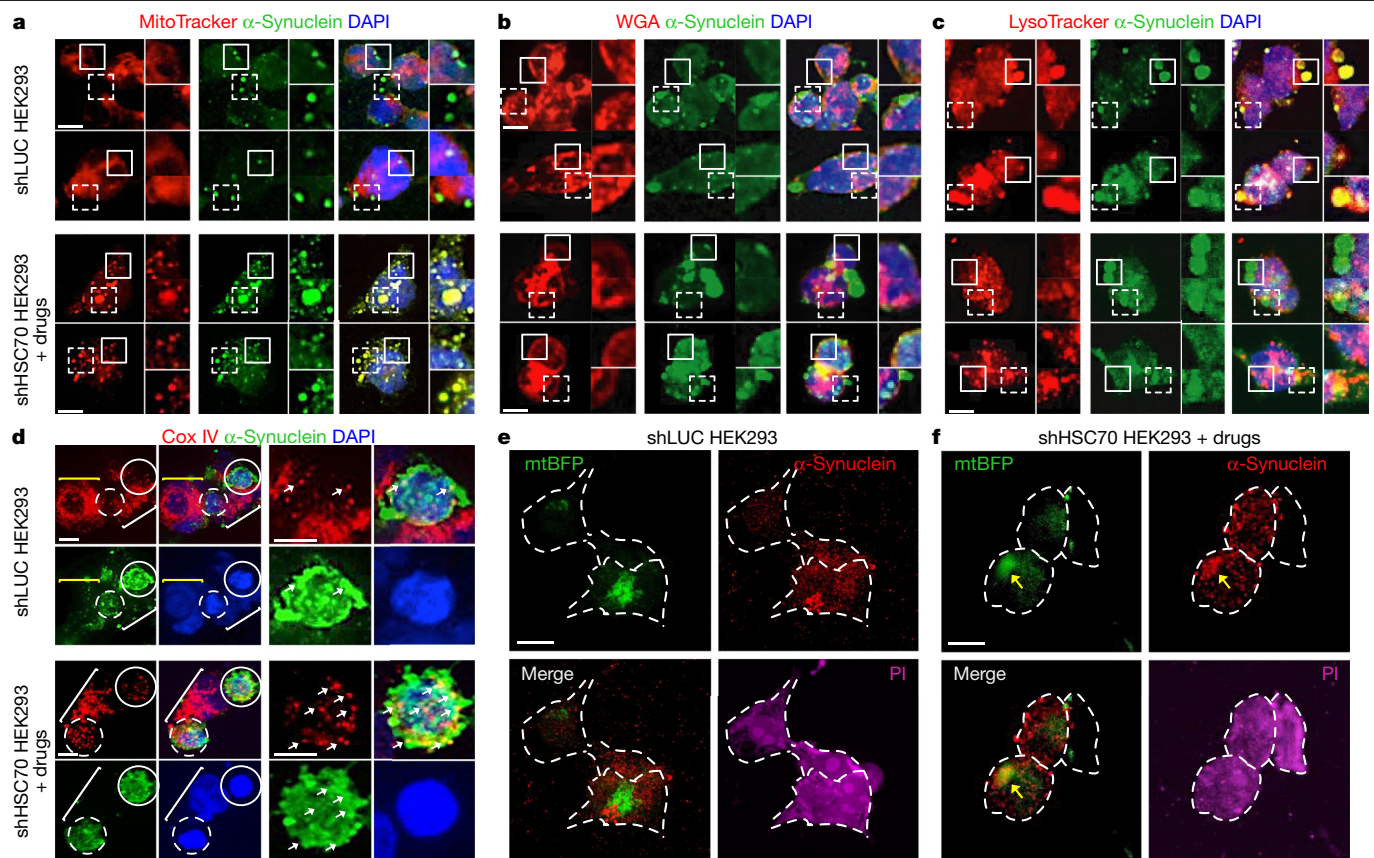 a
MitoTracker α-Synuclein DAPI
shLUC HEK293
shHSC70 HEK293
+ drugs
b
WGA α-Synuclein DAPI
c
LysoTracker α-Synuclein DAPI
d
Cox IV α-Synuclein DAPI
shLUC HEK293
shHSC70 HEK293
+ drugs
e
shLUC HEK293
mtBFP
α-Synuclein
Merge
PI
f
shHSC70 HEK293 + drugs
mtBFP
α-Synuclein
Merge
PI